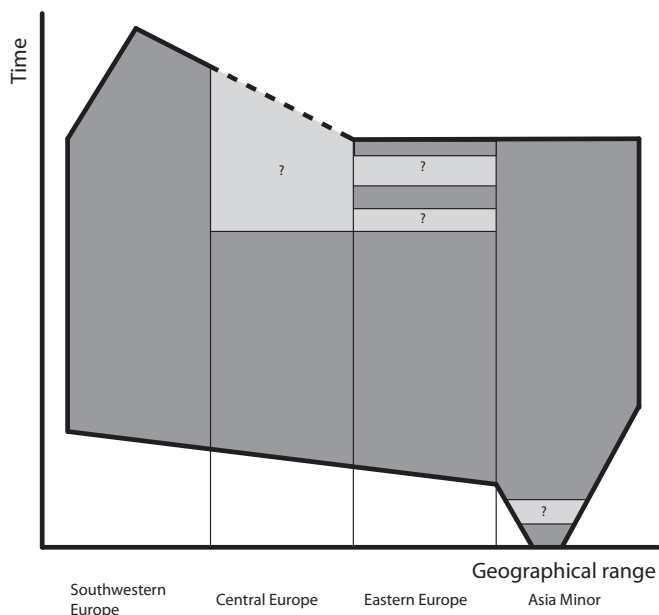 Time
?
?
?
?
Geographical range
Southwestern
Europe
Central Europe
Eastern Europe
Asia Minor